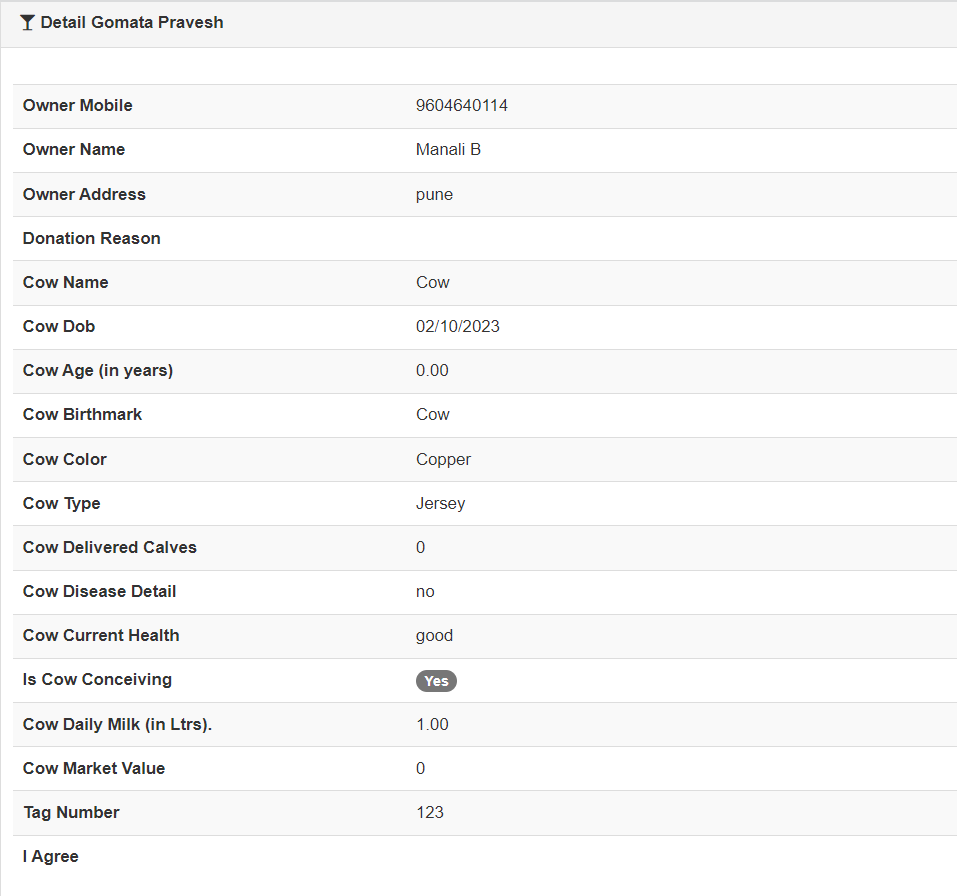 Detail Gomata Pravesh
Owner Mobile 9604640114
Owner Name Manali B
Owner Address pune
Donation Reason
Cow Name Cow
Cow Dob 02/10/2023
Cow Age (in years) 0.00
Cow Birthmark Cow
Cow Color Copper
Cow Type Jersey
Cow Delivered Calves 0
Cow Disease Detail no
Cow Current Health good
Is Cow Conceiving Yes
Cow Daily Milk (in Ltrs). 1.00
Cow Market Value 0
Tag Number 123
I Agree